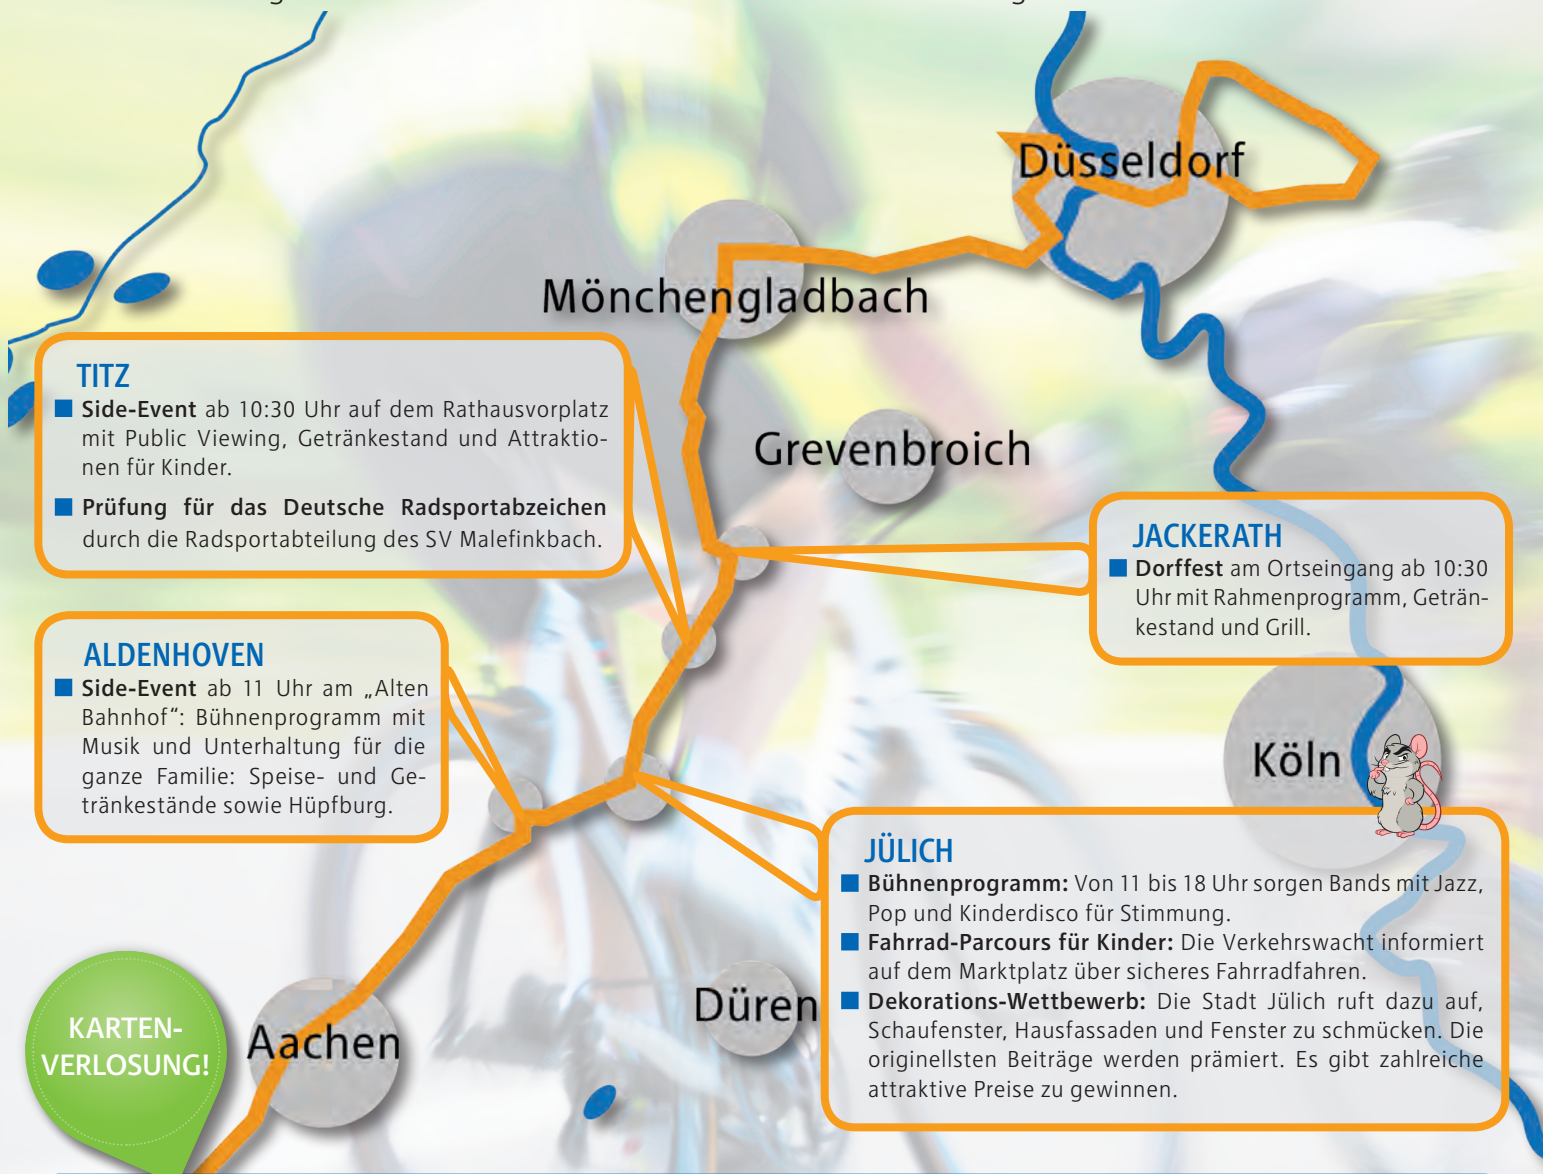 Düsseldorf
Mönchengladbach
TITZ
■ Side-Event ab 10:30 Uhr auf dem Rathausvorplatz
mit Public Viewing, Getränkestand und Attraktio-
nen für Kinder.
■ Prüfung für das Deutsche Radsportabzeichen
durch die Radsportabteilung des SV Malefinkbach.
Grevenbroich
JACKERATH
■ Dorffest am Ortseingang ab 10:30
Uhr mit Rahmenprogramm, Geträn-
kestand und Grill.
ALDENHOVEN
■ Side-Event ab 11 Uhr am „Alten
Bahnhof“: Bühnenprogramm mit
Musik und Unterhaltung für die
ganze Familie: Speise- und Ge-
tränkestände sowie Hüpfburg.
Köln
JÜLICH
■ Bühnenprogramm: Von 11 bis 18 Uhr sorgen Bands mit Jazz,
Pop und Kinderdisco für Stimmung.
■ Fahrrad-Parcours für Kinder: Die Verkehrswacht informiert
auf dem Marktplatz über sicheres Fahrradfahren.
■ Dekorations-Wettbewerb: Die Stadt Jülich ruft dazu auf,
Schaufenster, Hausfassaden und Fenster zu schmücken. Die
originellsten Beiträge werden prämiert. Es gibt zahlreiche
attraktive Preise zu gewinnen.
Düren
Aachen
KARTEN-
VERLOSUNG!